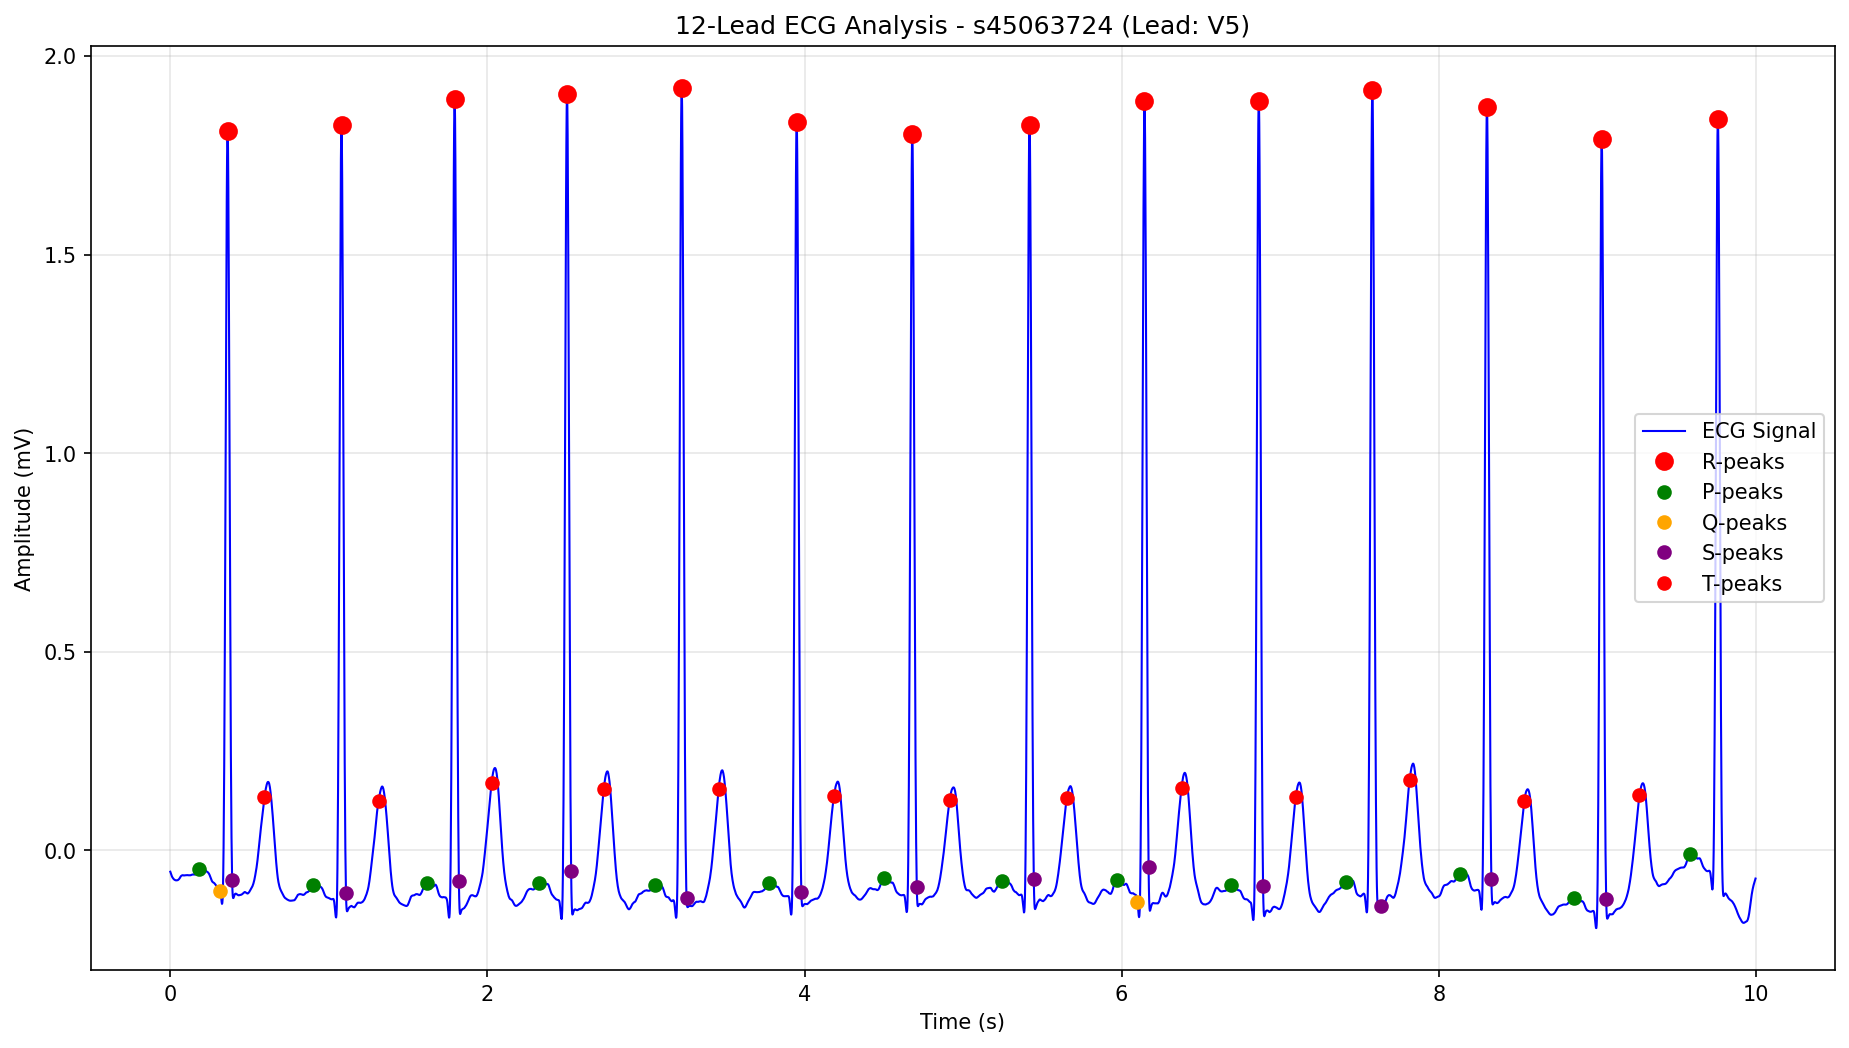 12-Lead ECG Analysis - s45063724 (Lead: V5)
2.0
1.5
1.0
0.5
0.0
Amplitude (mV)
ECG Signal
R-peaks
P-peaks
Q-peaks
S-peaks
T-peaks
0 2 4 6 8 10
Time (s)